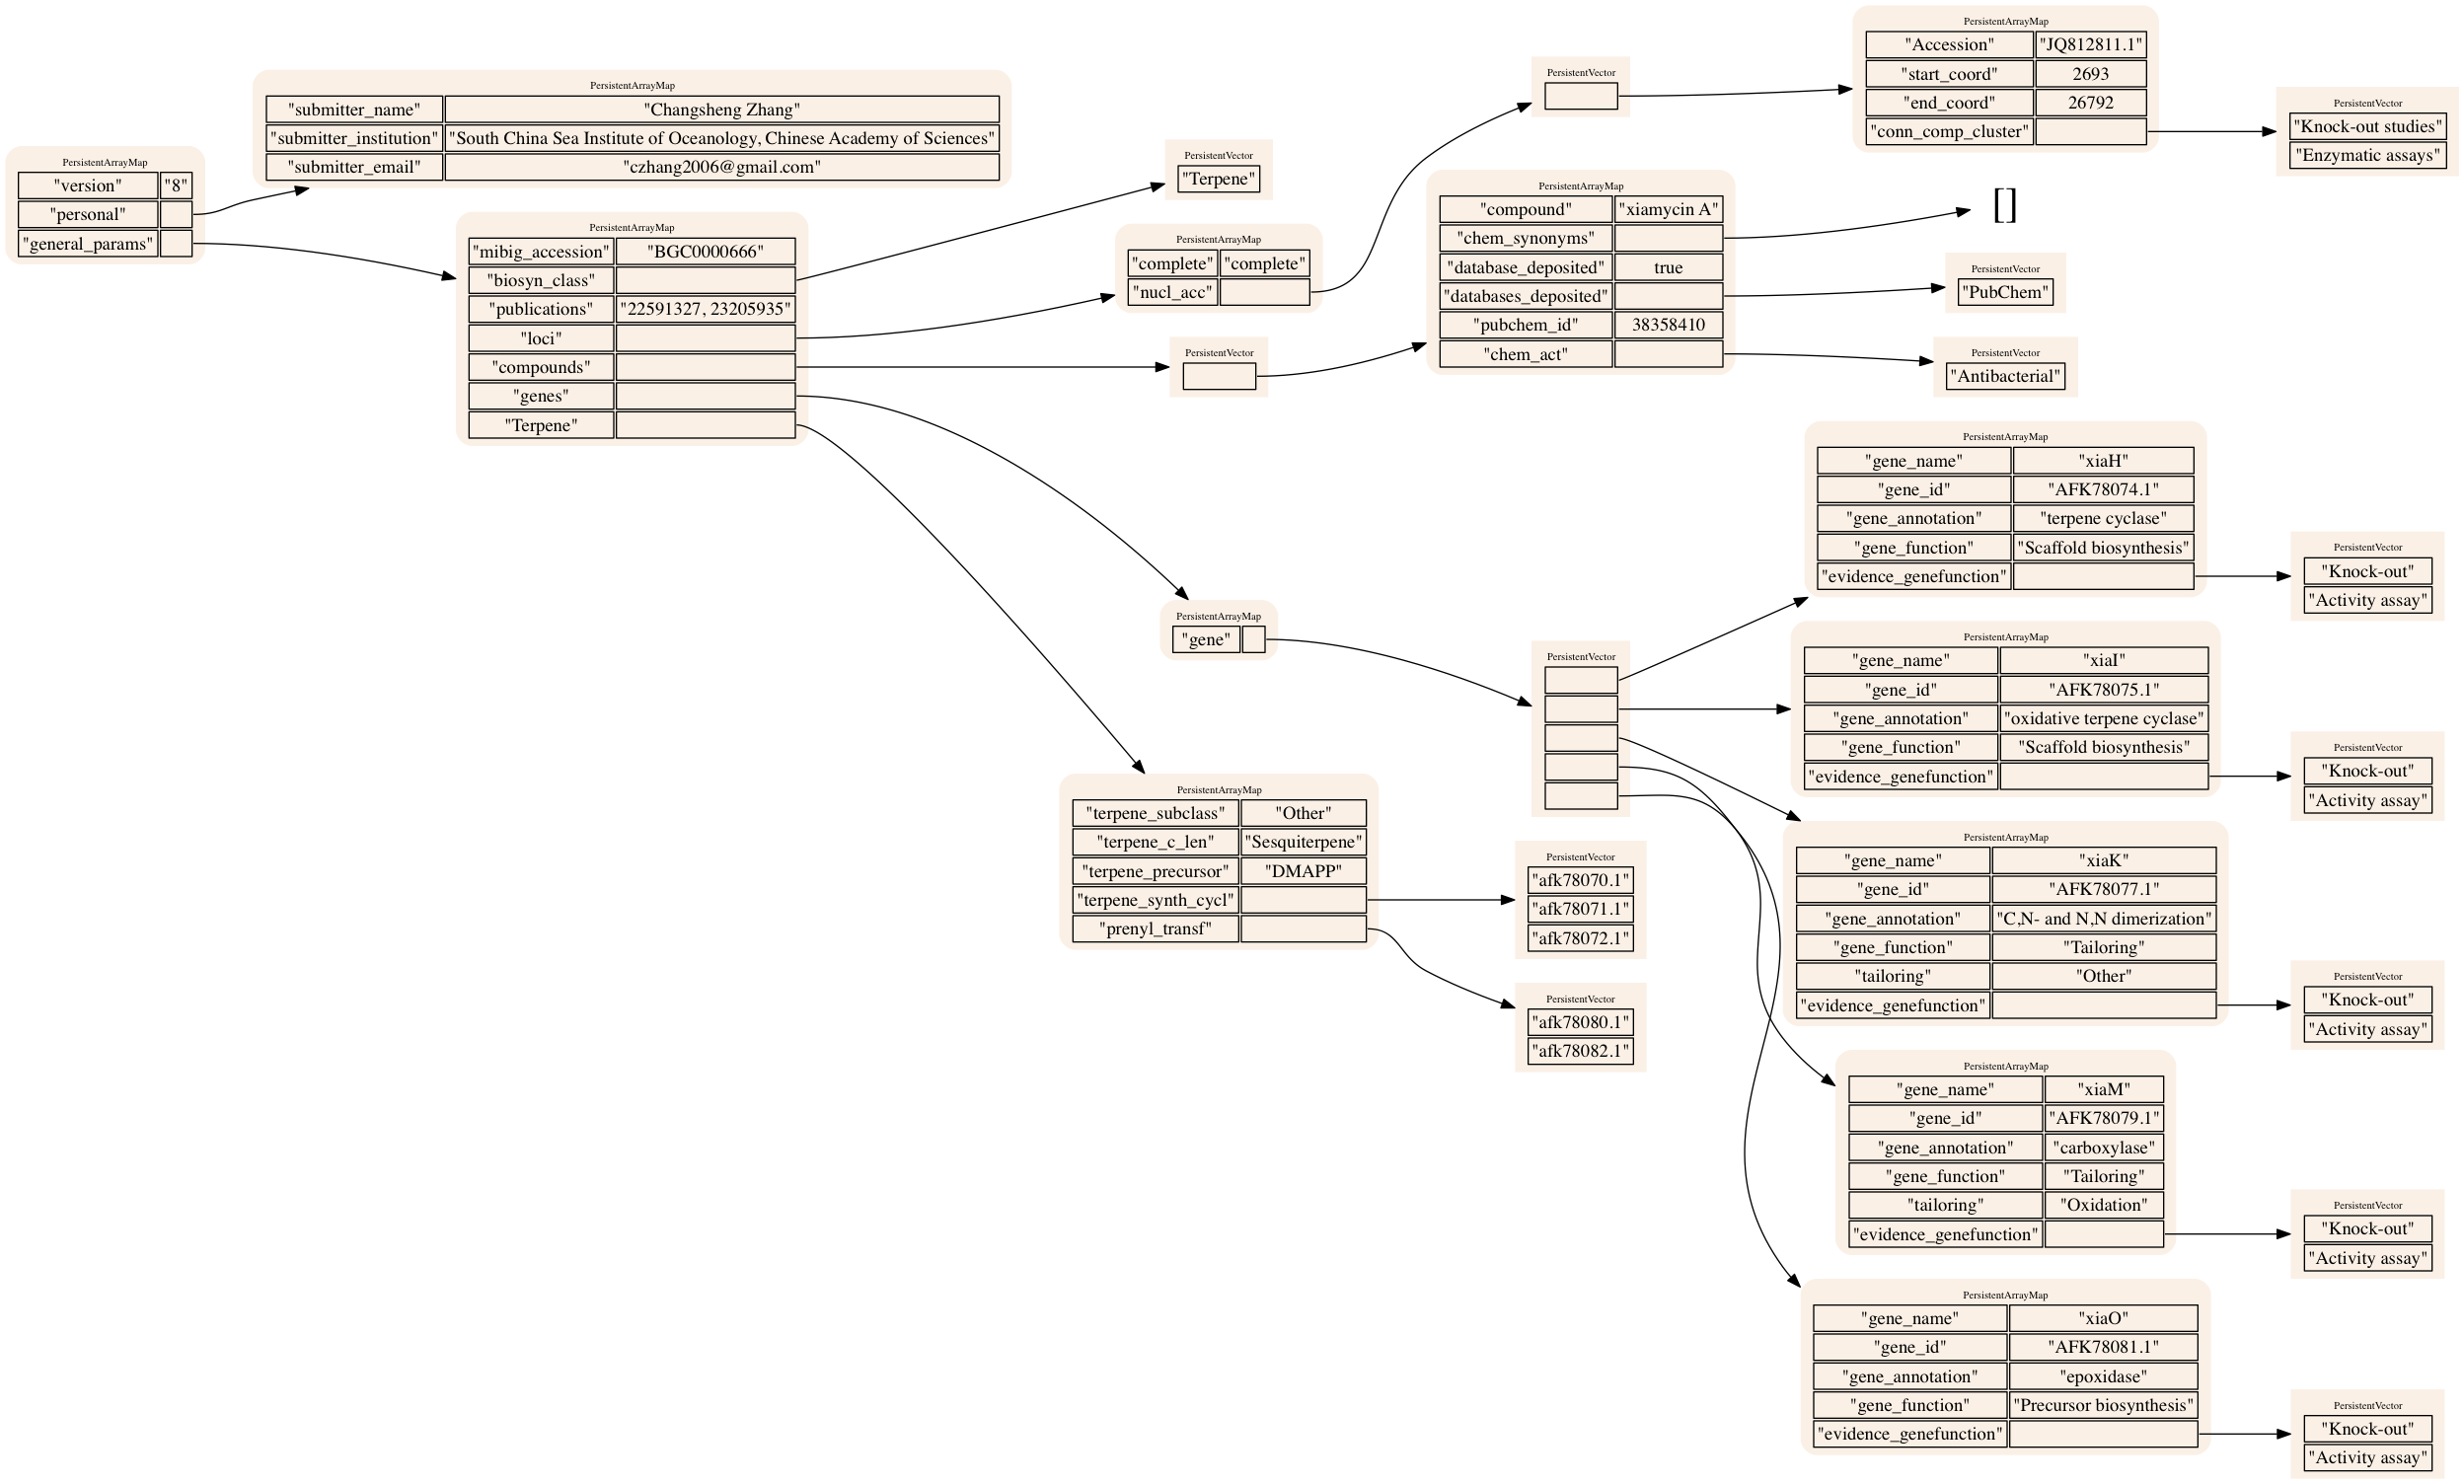 PersistentArrayMap
"version" "8"
"personal"
"general_params"
PersistentArrayMap
"submitter_name" "Changsheng Zhang"
"submitter_institution" "South China Sea Institute of Oceanology, Chinese Academy of Sciences"
"submitter_email" "czhang2006@gmail.com"
PersistentArrayMap
"mibig_accession" "BGC0000666"
"biosyn_class"
"publications" "22591327, 23205935"
"loci"
"compounds"
"genes"
"Terpene"
PersistentVector
"Terpene"
PersistentArrayMap
"complete" "complete"
"nucl_acc"
PersistentVector
PersistentArrayMap
"Accession" "JQ812811.1"
"start_coord" 2693
"end_coord" 26792
"conn_comp_cluster"
PersistentVector
"Knock-out studies"
"Enzymatic assays"
PersistentVector
PersistentArrayMap
"compound" "xiamycin A"
"chem_synonyms"
"database_deposited" true
"databases_deposited"
"pubchem_id" 38358410
"chem_act"
[]
PersistentVector
"PubChem"
PersistentVector
"Antibacterial"
PersistentArrayMap
"gene"
PersistentVector
PersistentArrayMap
"gene_name" "xiaH"
"gene_id" "AFK78074.1"
"gene_annotation" "terpene cyclase"
"gene_function" "Scaffold biosynthesis"
"evidence_genefunction"
PersistentVector
"Knock-out"
"Activity assay"
PersistentArrayMap
"gene_name" "xiaI"
"gene_id" "AFK78075.1"
"gene_annotation" "oxidative terpene cyclase"
"gene_function" "Scaffold biosynthesis"
"evidence_genefunction"
PersistentVector
"Knock-out"
"Activity assay"
PersistentArrayMap
"gene_name" "xiaK"
"gene_id" "AFK78077.1"
"gene_annotation" "C,N- and N,N dimerization"
"gene_function" "Tailoring"
"tailoring" "Other"
"evidence_genefunction"
PersistentVector
"Knock-out"
"Activity assay"
PersistentArrayMap
"gene_name" "xiaM"
"gene_id" "AFK78079.1"
"gene_annotation" "carboxylase"
"gene_function" "Tailoring"
"tailoring" "Oxidation"
"evidence_genefunction"
PersistentVector
"Knock-out"
"Activity assay"
PersistentArrayMap
"gene_name" "xiaO"
"gene_id" "AFK78081.1"
"gene_annotation" "epoxidase"
"gene_function" "Precursor biosynthesis"
"evidence_genefunction"
PersistentVector
"Knock-out"
"Activity assay"
PersistentArrayMap
"terpene_subclass" "Other"
"terpene_c_len" "Sesquiterpene"
"terpene_precursor" "DMAPP"
"terpene_synth_cycl"
"prenyl_transf"
PersistentVector
"afk78070.1"
"afk78071.1"
"afk78072.1"
PersistentVector
"afk78080.1"
"afk78082.1"